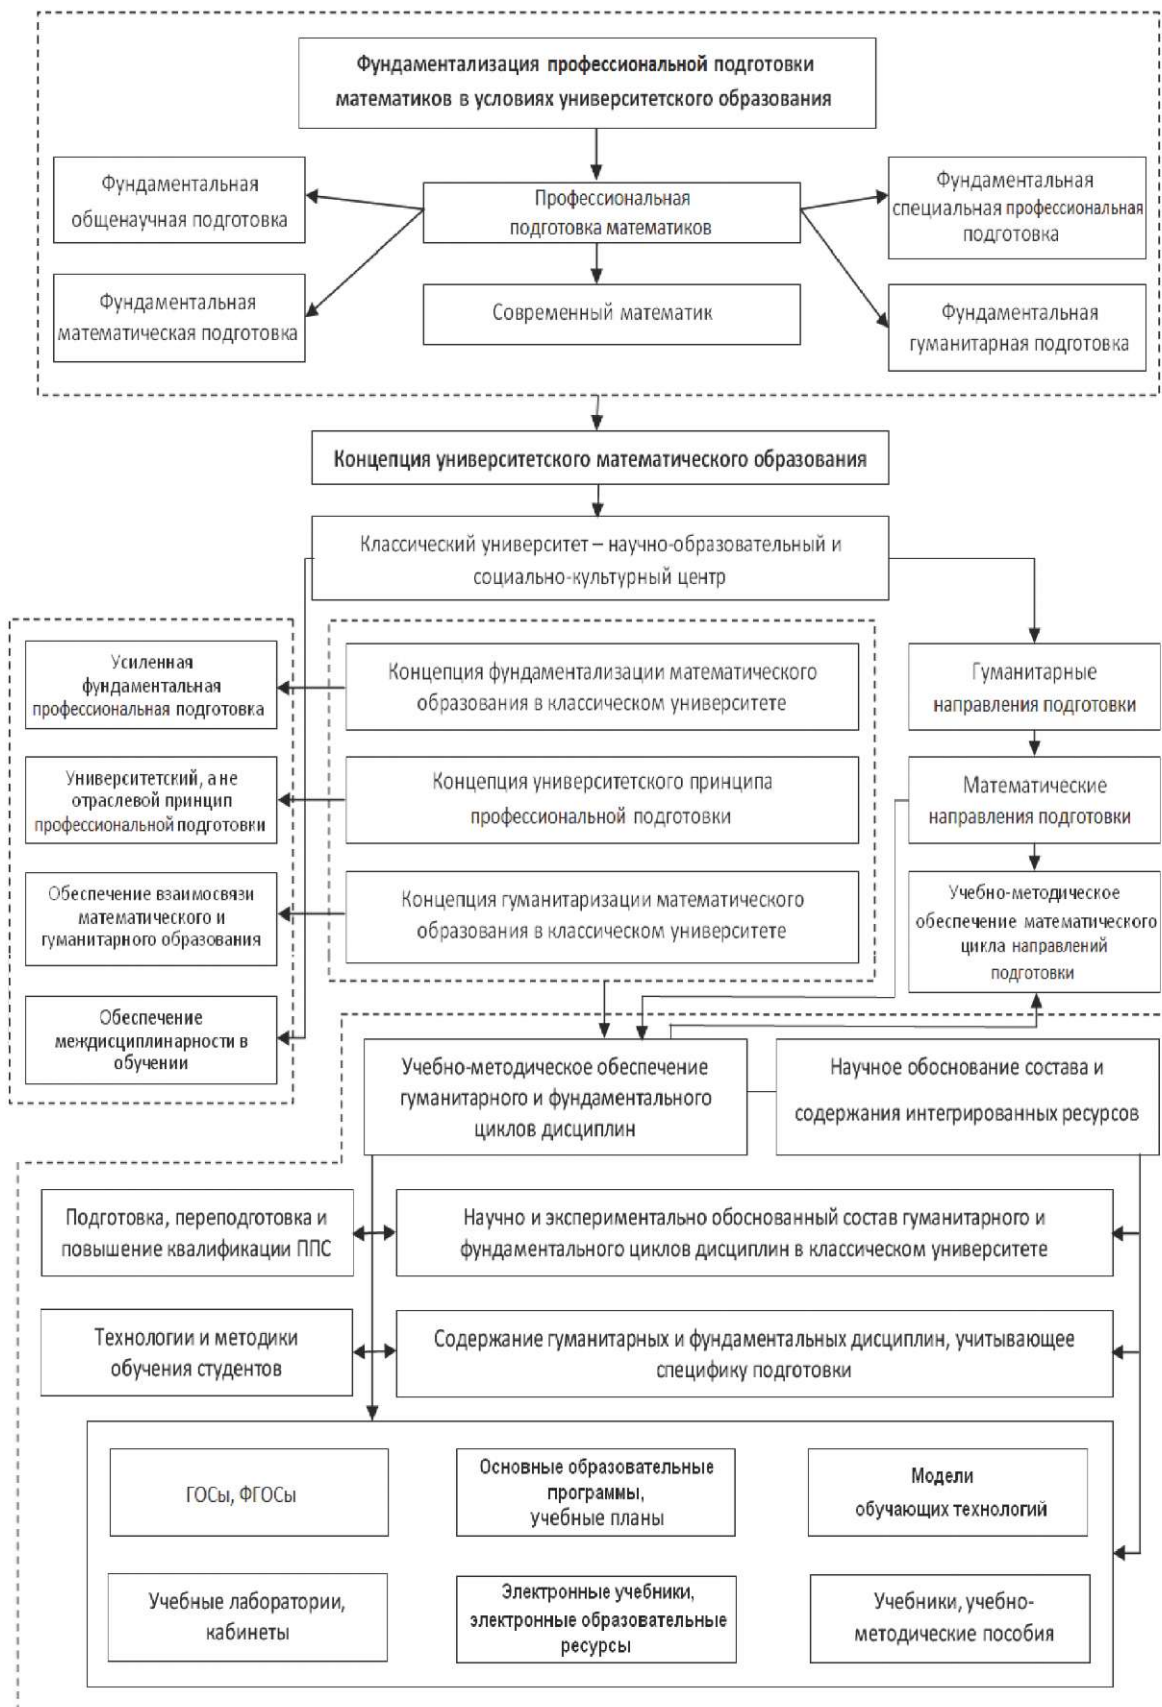 Фундаментализация профессиональной подготовки
математиков в условиях университетского образования
Фундаментальная
общенаучная подготовка
Профессиональная
подготовка математиков
Фундаментальная
специальная профессиональная
подготовка
Фундаментальная
математическая подготовка
Современный математик
Фундаментальная
гуманитарная подготовка
Концепция университетского математического образования
Классический университет – научно-образовательный и
социально-культурный центр
Усиленная
фундаментальная
профессиональная подготовка
Концепция фундаментализации математического
образования в классическом университете
Гуманитарные
направления подготовки
Университетский, а не
отраслевой принцип
профессиональной подготовки
Концепция университетского принципа
профессиональной подготовки
Математические
направления подготовки
Обеспечение взаимосвязи
математического и
гуманитарного образования
Концепция гуманитаризации математического
образования в классическом университете
Учебно-методическое
обеспечение математического
цикла направлений
подготовки
Обеспечение
междисциплинарности в
обучении
Учебно-методическое обеспечение
гуманитарного и фундаментального
циклов дисциплин
Научное обоснование состава и
содержания интегрированных ресурсов
Подготовка, переподготовка и
повышение квалификации ППС
Научно и экспериментально обоснованный состав гуманитарного и
фундаментального циклов дисциплин в классическом университете
Технологии и методики
обучения студентов
Содержание гуманитарных и фундаментальных дисциплин, учитывающее
специфику подготовки
ГОСы, ФГОСы
Основные образовательные
программы,
учебные планы
Модели
обучающих технологий
Учебные лаборатории,
кабинеты
Электронные учебники,
электронные образовательные
ресурсы
Учебники, учебно-
методические пособия